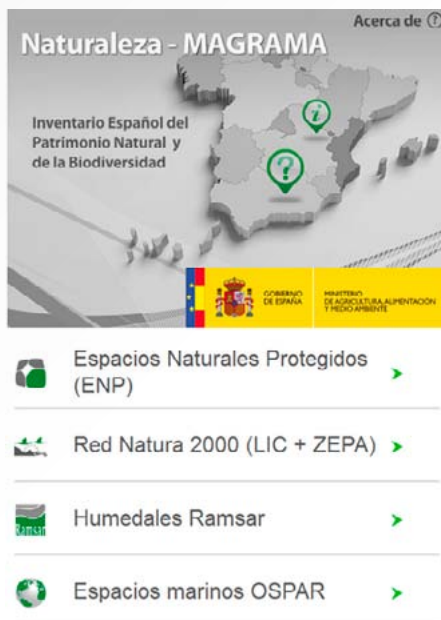 Acerca de ?
Naturaleza - MAGRAMA
Inventario Español del
Patrimonio Natural y
de la Biodiversidad
GOBIERNO
DE ESPAÑA
MINISTERIO
DE AGRICULTURA, ALIMENTACIÓN
Y MEDIO AMBIENTE
Espacios Naturales Protegidos
(ENP)
Red Natura 2000 (LIC + ZEPA)
Ramsar
Humedales Ramsar
Espacios marinos OSPAR